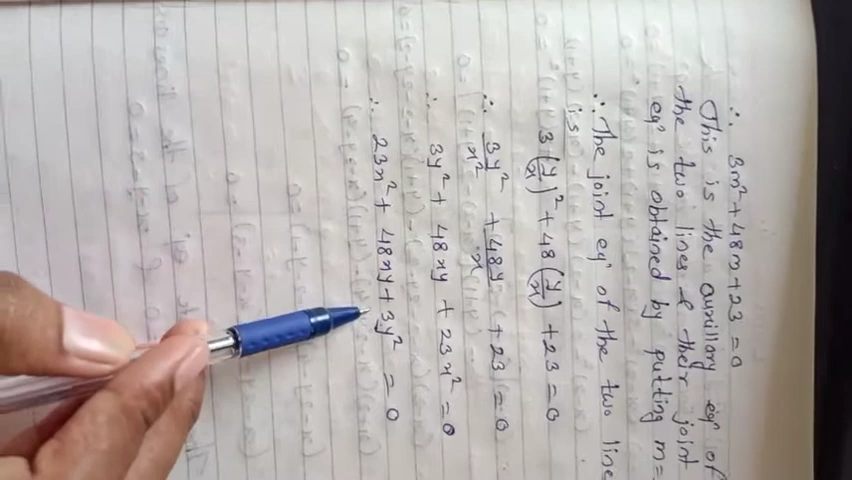 ∴ 3m² + 48m + 23 = 0
This is the auxillary eqⁿ of
the two lines & their joint
eqⁿ is obtained by putting m =
∴ The joint eqⁿ of the two line
is
3(y/x)² + 48(y/x) + 23 = 0
∴ 3y²/x² + 48y/x + 23 = 0
∴ 3y² + 48xy + 23x² = 0
∴ 23x² + 48xy + 3y² = 0